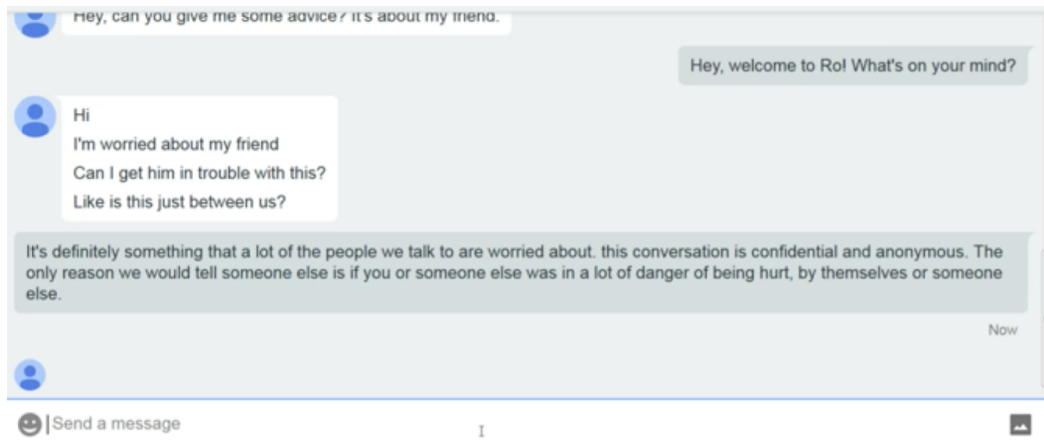 Hey, can you give me some advice? It's about my friend.
Hey, welcome to Ro! What's on your mind?
Hi
I'm worried about my friend
Can I get him in trouble with this?
Like is this just between us?
It's definitely something that a lot of the people we talk to are worried about. this conversation is confidential and anonymous. The
only reason we would tell someone else is if you or someone else was in a lot of danger of being hurt, by themselves or someone
else.
Now
Send a message